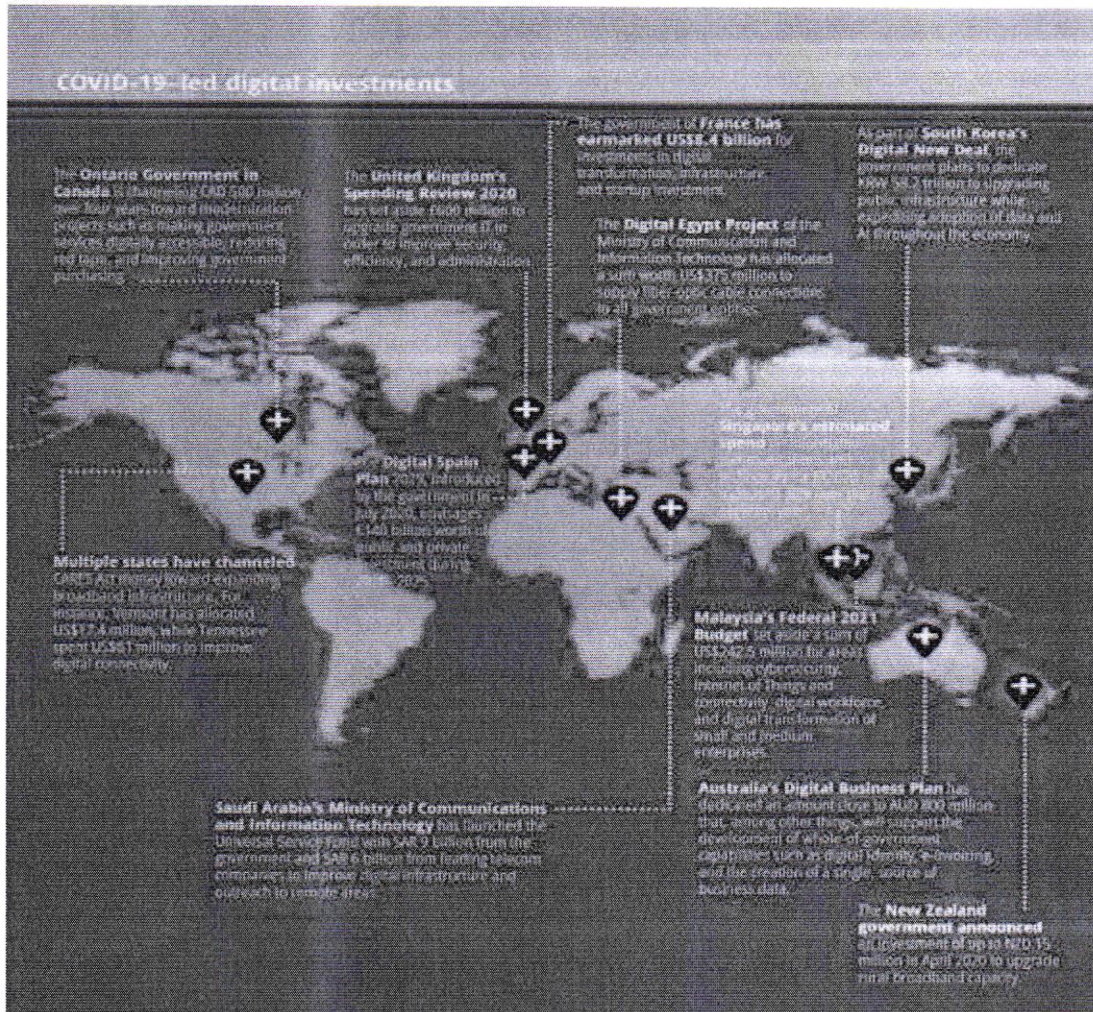 COVID-19- led digital investments
The Ontario Government in
Canada is channeling CAD 500 million
over four years toward modernization
projects such as making government
services digitally accessible, reducing
red tape, and improving government
purchasing.
The United Kingdom's
Spending Review 2020
has set aside £600 million to
upgrade government IT in
order to improve security,
efficiency, and administration.
The government of France has
earmarked US$8.4 billion for
investments in digital
transformation, infrastructure
and startup investment.
The Digital Egypt Project of the
Ministry of Communication and
Information Technology has allocated
a sum worth US$375 million to
supply fiber-optic cable connections
to all government entities.
As part of South Korea's
Digital New Deal, the
government plans to dedicate
KRW 58.2 trillion to upgrading
public infrastructure while
expediting adoption of data and
AI throughout the economy.
Singapore's estimated
spend
Digital Spain
Plan 2025, introduced
by the government in
July 2020, envisages
€140 billion worth of
public and private
investment during
2025.
Multiple states have channeled
CARES Act money toward expanding
broadband infrastructure. For
instance, Vermont has allocated
US$17.4 million, while Tennessee
spent US$61 million to improve
digital connectivity.
Malaysia's Federal 2021
Budget set aside a sum of
US$242.5 million for areas
including cybersecurity,
Internet of Things and
connectivity, digital workforce
and digital transformation of
small and medium
enterprises.
Saudi Arabia's Ministry of Communications
and Information Technology has launched the
Universal Service Fund with SAR 9 billion from the
government and SAR 6 billion from leading telecom
companies to improve digital infrastructure and
outreach to remote areas.
Australia's Digital Business Plan has
dedicated an amount close to AUD 800 million
that, among other things, will support the
development of whole-of-government
capabilities such as digital identity, e-invoicing,
and the creation of a single, source of
business data.
The New Zealand
government announced
an investment of up to NZD 15
million in April 2020 to upgrade
rural broadband capacity.